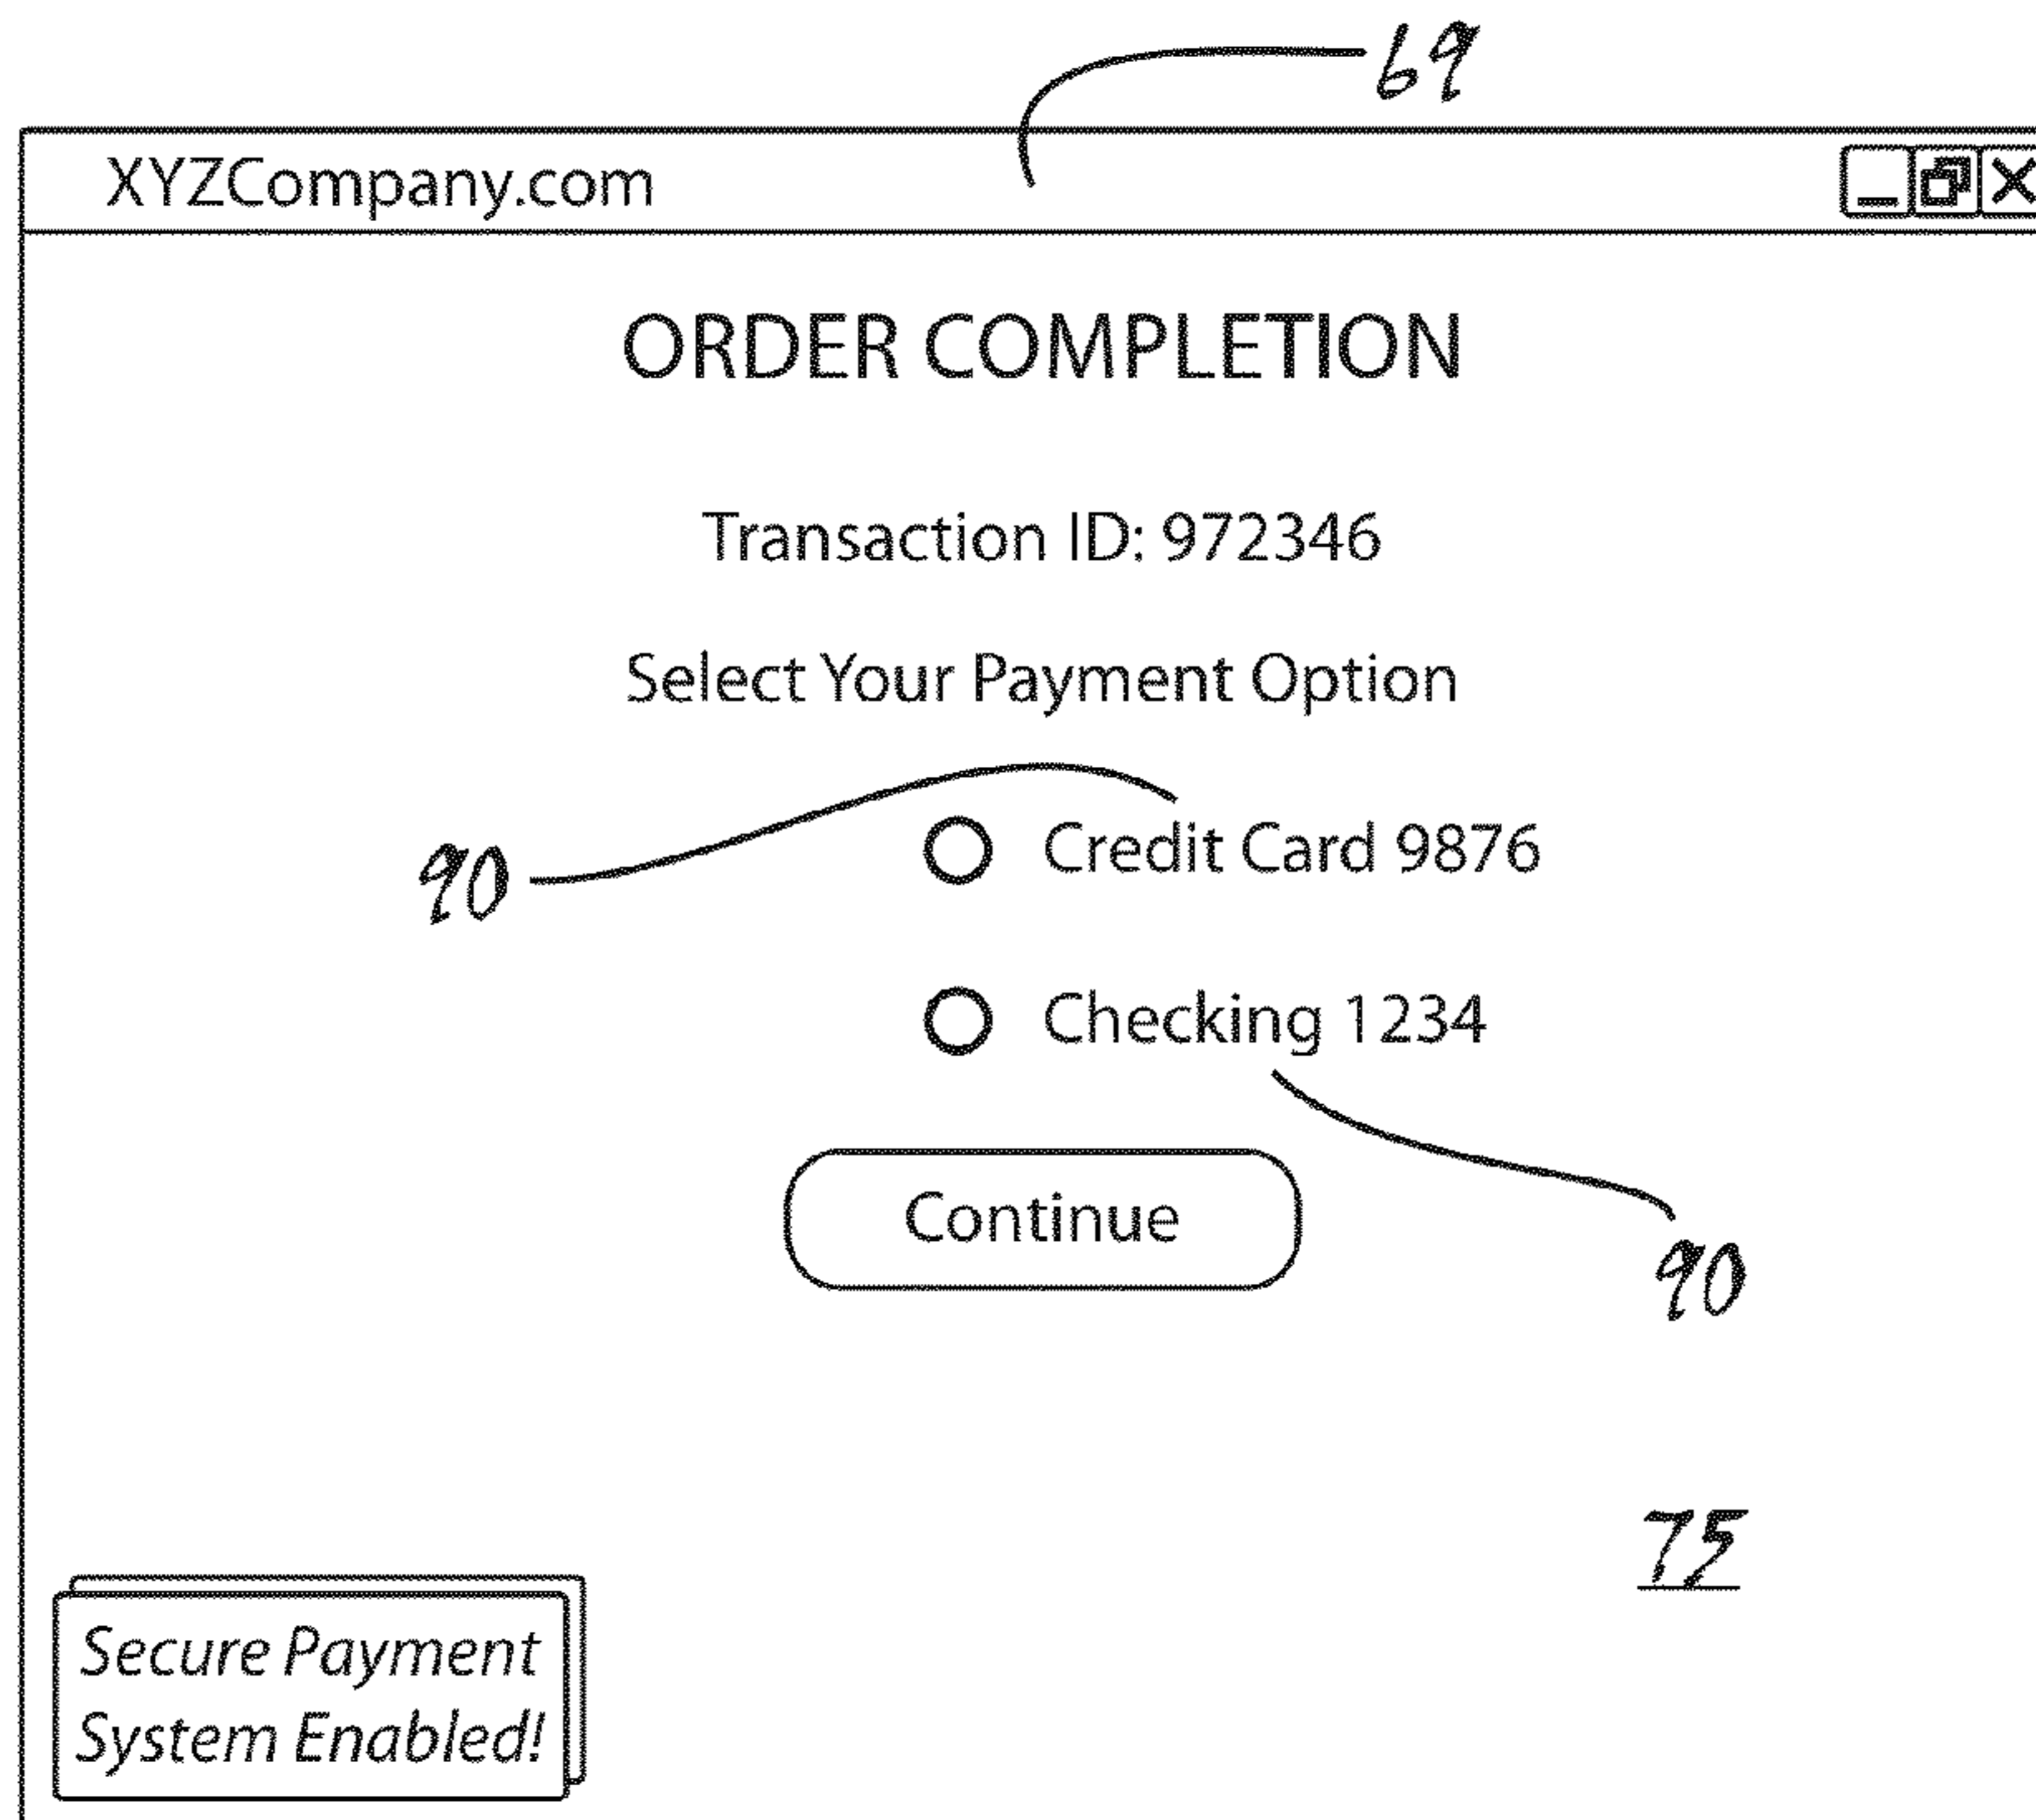 69
XYZCompany.com
ORDER COMPLETION
Transaction ID: 972346
Select Your Payment Option
Credit Card 9876
90
Checking 1234
Continue
90
75
Secure Payment
System Enabled!